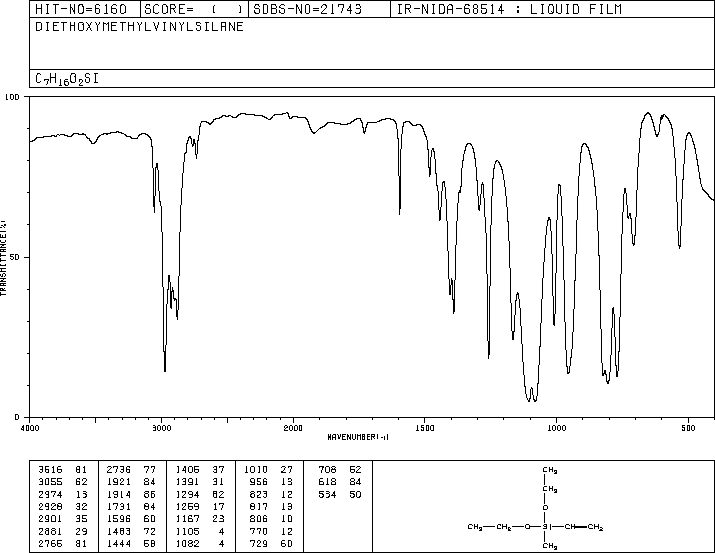 HIT-NO=6160 SCORE= ( ) SDBS-NO=21743 IR-NIDA-68514 : LIQUID FILM
DIETHOXYMETHYLVINYLSILANE
C7H16O2SI
100
50
0
TRANSMITTANCE(%)
4000 3000 2000 1500 1000 500
WAVENUMBER(-1)
3516 81 2736 77 1406 37 1010 27 708 52
3055 62 1921 84 1391 31 956 13 618 84
2974 13 1914 86 1294 62 823 12 534 50
2928 32 1731 84 1259 17 817 13
2901 35 1596 60 1167 23 806 10
2881 29 1483 72 1105 4 770 12
2766 81 1444 58 1082 4 729 60
CH3
CH2
O
CH3—CH2—O—SI—CH=CH2
CH3